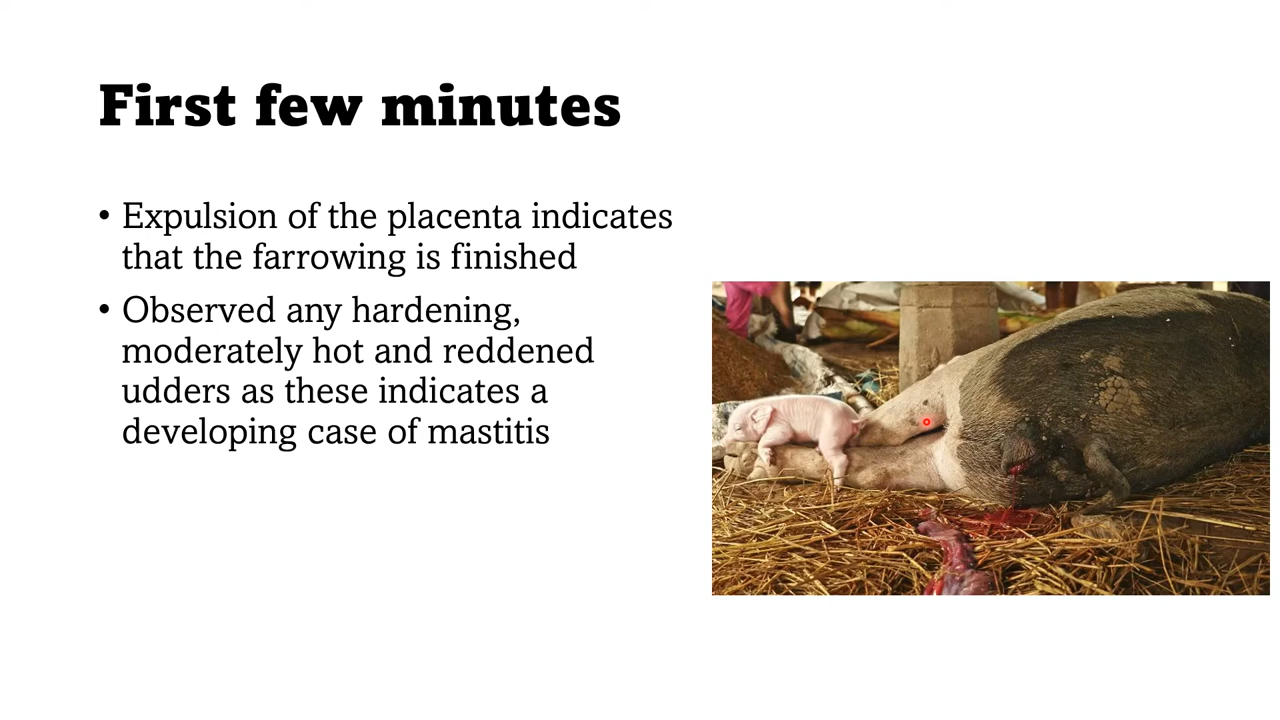 First few minutes
• Expulsion of the placenta indicates
that the farrowing is finished
• Observed any hardening,
moderately hot and reddened
udders as these indicates a
developing case of mastitis